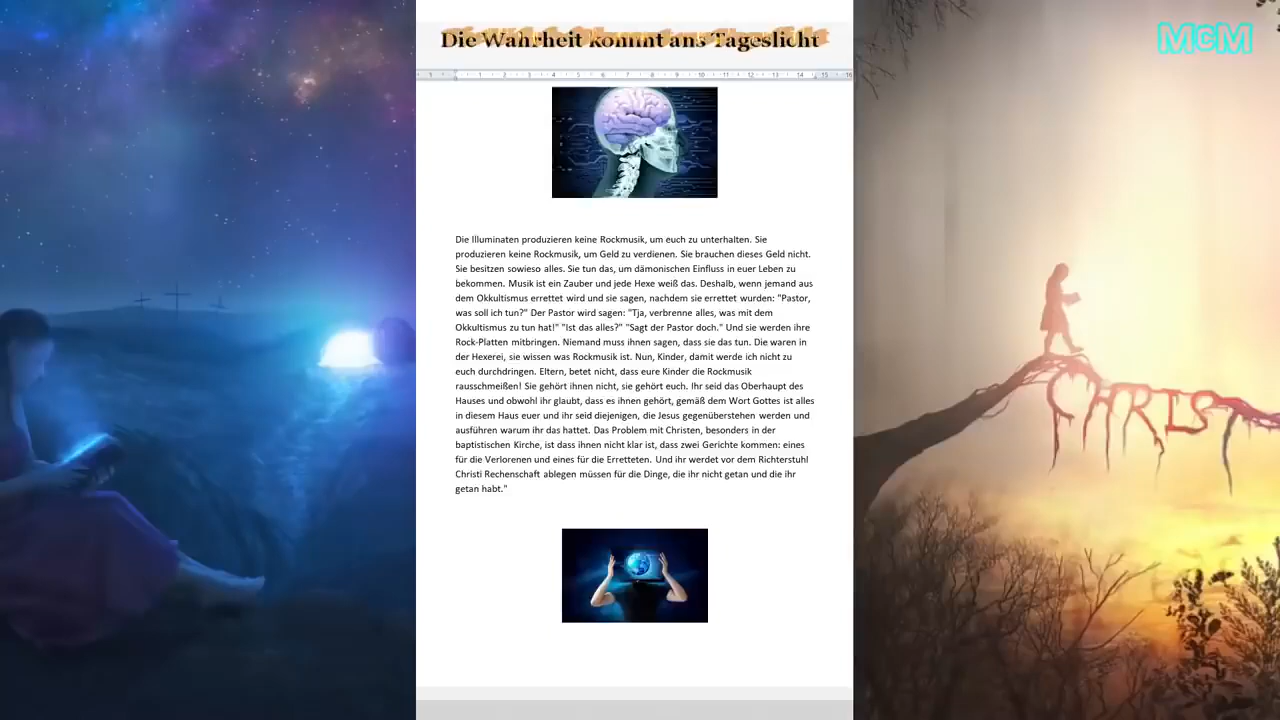 Die Wahrheit kommt ans Tageslicht
McM
Die Illuminaten produzieren keine Rockmusik, um euch zu unterhalten. Sie
produzieren keine Rockmusik, um Geld zu verdienen. Sie brauchen dieses Geld nicht.
Sie besitzen sowieso alles. Sie tun das, um dämonischen Einfluss in euer Leben zu
bekommen. Musik ist ein Zauber und jede Hexe weiß das. Deshalb, wenn jemand aus
dem Okkultismus errettet wird und sie sagen, nachdem sie errettet wurden: "Pastor,
was soll ich tun?" Der Pastor wird sagen: "Tja, verbrenne alles, was mit dem
Okkultismus zu tun hat!" "Ist das alles?" "Sagt der Pastor doch." Und sie werden ihre
Rock-Platten mitbringen. Niemand muss ihnen sagen, dass sie das tun. Die waren in
der Hexerei, sie wissen was Rockmusik ist. Nun, Kinder, damit werde ich nicht zu
euch durchdringen. Eltern, betet nicht, dass eure Kinder die Rockmusik
rausschmeißen! Sie gehört ihnen nicht, sie gehört euch. Ihr seid das Oberhaupt des
Hauses und obwohl ihr glaubt, dass es ihnen gehört, gemäß dem Wort Gottes ist alles
in diesem Haus euer und ihr seid diejenigen, die Jesus gegenüberstehen werden und
ausführen warum ihr das hattet. Das Problem mit Christen, besonders in der
baptistischen Kirche, ist dass ihnen nicht klar ist, dass zwei Gerichte kommen: eines
für die Verlorenen und eines für die Erretteten. Und ihr werdet vor dem Richterstuhl
Christi Rechenschaft ablegen müssen für die Dinge, die ihr nicht getan und die ihr
getan habt."
CHRIST